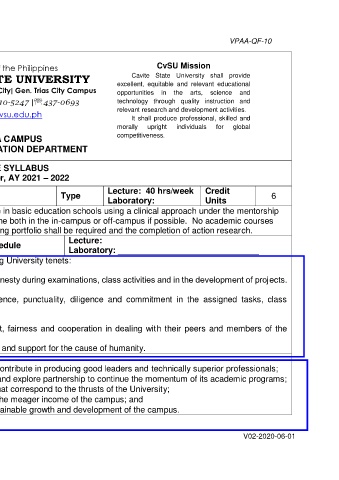 VPAA-QF-10
the Philippines
TE UNIVERSITY
City| Gen. Trias City Campus
10-5247 |☏437-0693
vsu.edu.ph
CvSU Mission
Cavite State University shall provide
excellent, equitable and relevant educational
opportunities in the arts, science and
technology through quality instruction and
relevant research and development activities.
It shall produce professional, skilled and
morally upright individuals for global
competitiveness.
CAMPUS
ATION DEPARTMENT
SYLLABUS
r, AY 2021 – 2022
Type
Lecture: 40 hrs/week
Laboratory:
Credit
Units
6
in basic education schools using a clinical approach under the mentorship
ne both in the in-campus or off-campus if possible. No academic courses
ng portfolio shall be required and the completion of action research.
edule
Lecture:
Laboratory:
g University tenets:
nesty during examinations, class activities and in the development of projects.
ence, punctuality, diligence and commitment in the assigned tasks, class
t, fairness and cooperation in dealing with their peers and members of the
and support for the cause of humanity.
ontribute in producing good leaders and technically superior professionals;
and explore partnership to continue the momentum of its academic programs;
at correspond to the thrusts of the University;
he meager income of the campus; and
ainable growth and development of the campus.
V02-2020-06-01